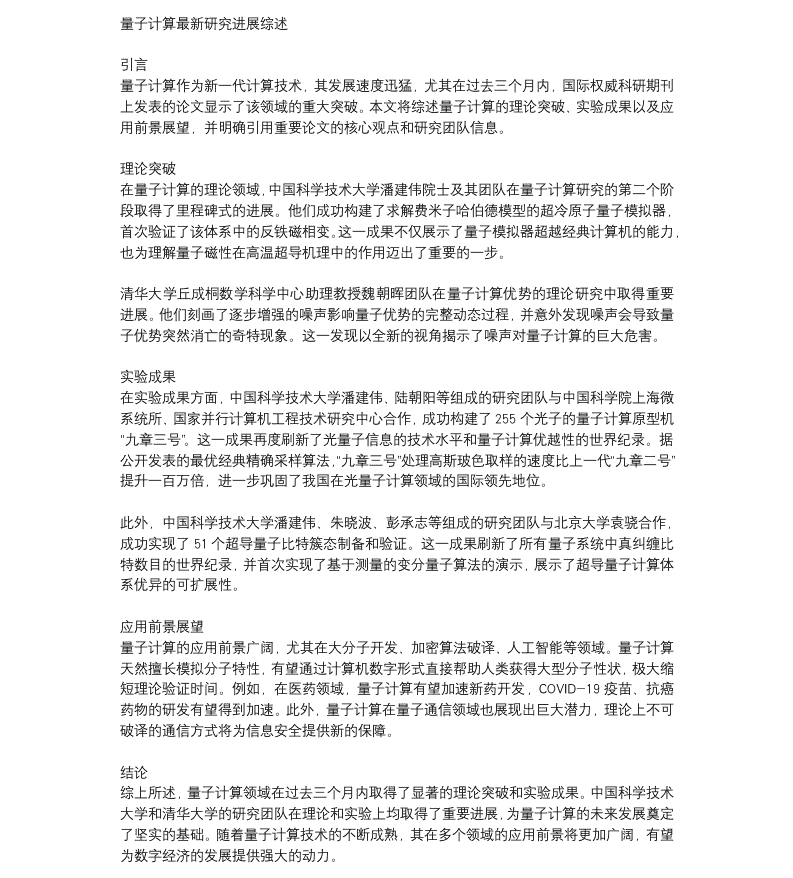 量子计算最新研究进展综述
引言
量子计算作为新一代计算技术，其发展速度迅猛，尤其在过去三个月内，国际权威科研期刊
上发表的论文显示了该领域的重大突破。本文将综述量子计算的理论突破、实验成果以及应
用前景展望，并明确引用重要论文的核心观点和研究团队信息。
理论突破
在量子计算的理论领域，中国科学技术大学潘建伟院士及其团队在量子计算研究的第二个阶
段取得了里程碑式的进展。他们成功构建了求解费米子哈伯德模型的超冷原子量子模拟器，
首次验证了该体系中的反铁磁相变。这一成果不仅展示了量子模拟器超越经典计算机的能力，
也为理解量子磁性在高温超导机理中的作用迈出了重要的一步。
清华大学丘成桐数学科学中心助理教授魏朝晖团队在量子计算优势的理论研究中取得重要
进展。他们刻画了逐步增强的噪声影响量子优势的完整动态过程，并意外发现噪声会导致量
子优势突然消亡的奇特现象。这一发现以全新的视角揭示了噪声对量子计算的巨大危害。
实验成果
在实验成果方面，中国科学技术大学潘建伟、陆朝阳等组成的研究团队与中国科学院上海微
系统所、国家并行计算机工程技术研究中心合作，成功构建了 255 个光子的量子计算原型机
“九章三号”。这一成果再度刷新了光量子信息的技术水平和量子计算优越性的世界纪录。据
公开发表的最优经典精确采样算法，“九章三号”处理高斯玻色取样的速度比上一代“九章二号”
提升一百万倍，进一步巩固了我国在光量子计算领域的国际领先地位。
此外，中国科学技术大学潘建伟、朱晓波、彭承志等组成的研究团队与北京大学袁骁合作，
成功实现了 51 个超导量子比特簇态制备和验证。这一成果刷新了所有量子系统中真纠缠比
特数目的世界纪录，并首次实现了基于测量的变分量子算法的演示，展示了超导量子计算体
系优异的可扩展性。
应用前景展望
量子计算的应用前景广阔，尤其在大分子开发、加密算法破译、人工智能等领域。量子计算
天然擅长模拟分子特性，有望通过计算机数字形式直接帮助人类获得大型分子性状，极大缩
短理论验证时间。例如，在医药领域，量子计算有望加速新药开发，COVID-19 疫苗、抗癌
药物的研发有望得到加速。此外，量子计算在量子通信领域也展现出巨大潜力，理论上不可
破译的通信方式将为信息安全提供新的保障。
结论
综上所述，量子计算领域在过去三个月内取得了显著的理论突破和实验成果。中国科学技术
大学和清华大学的研究团队在理论和实验上均取得了重要进展，为量子计算的未来发展奠定
了坚实的基础。随着量子计算技术的不断成熟，其在多个领域的应用前景将更加广阔，有望
为数字经济的发展提供强大的动力。